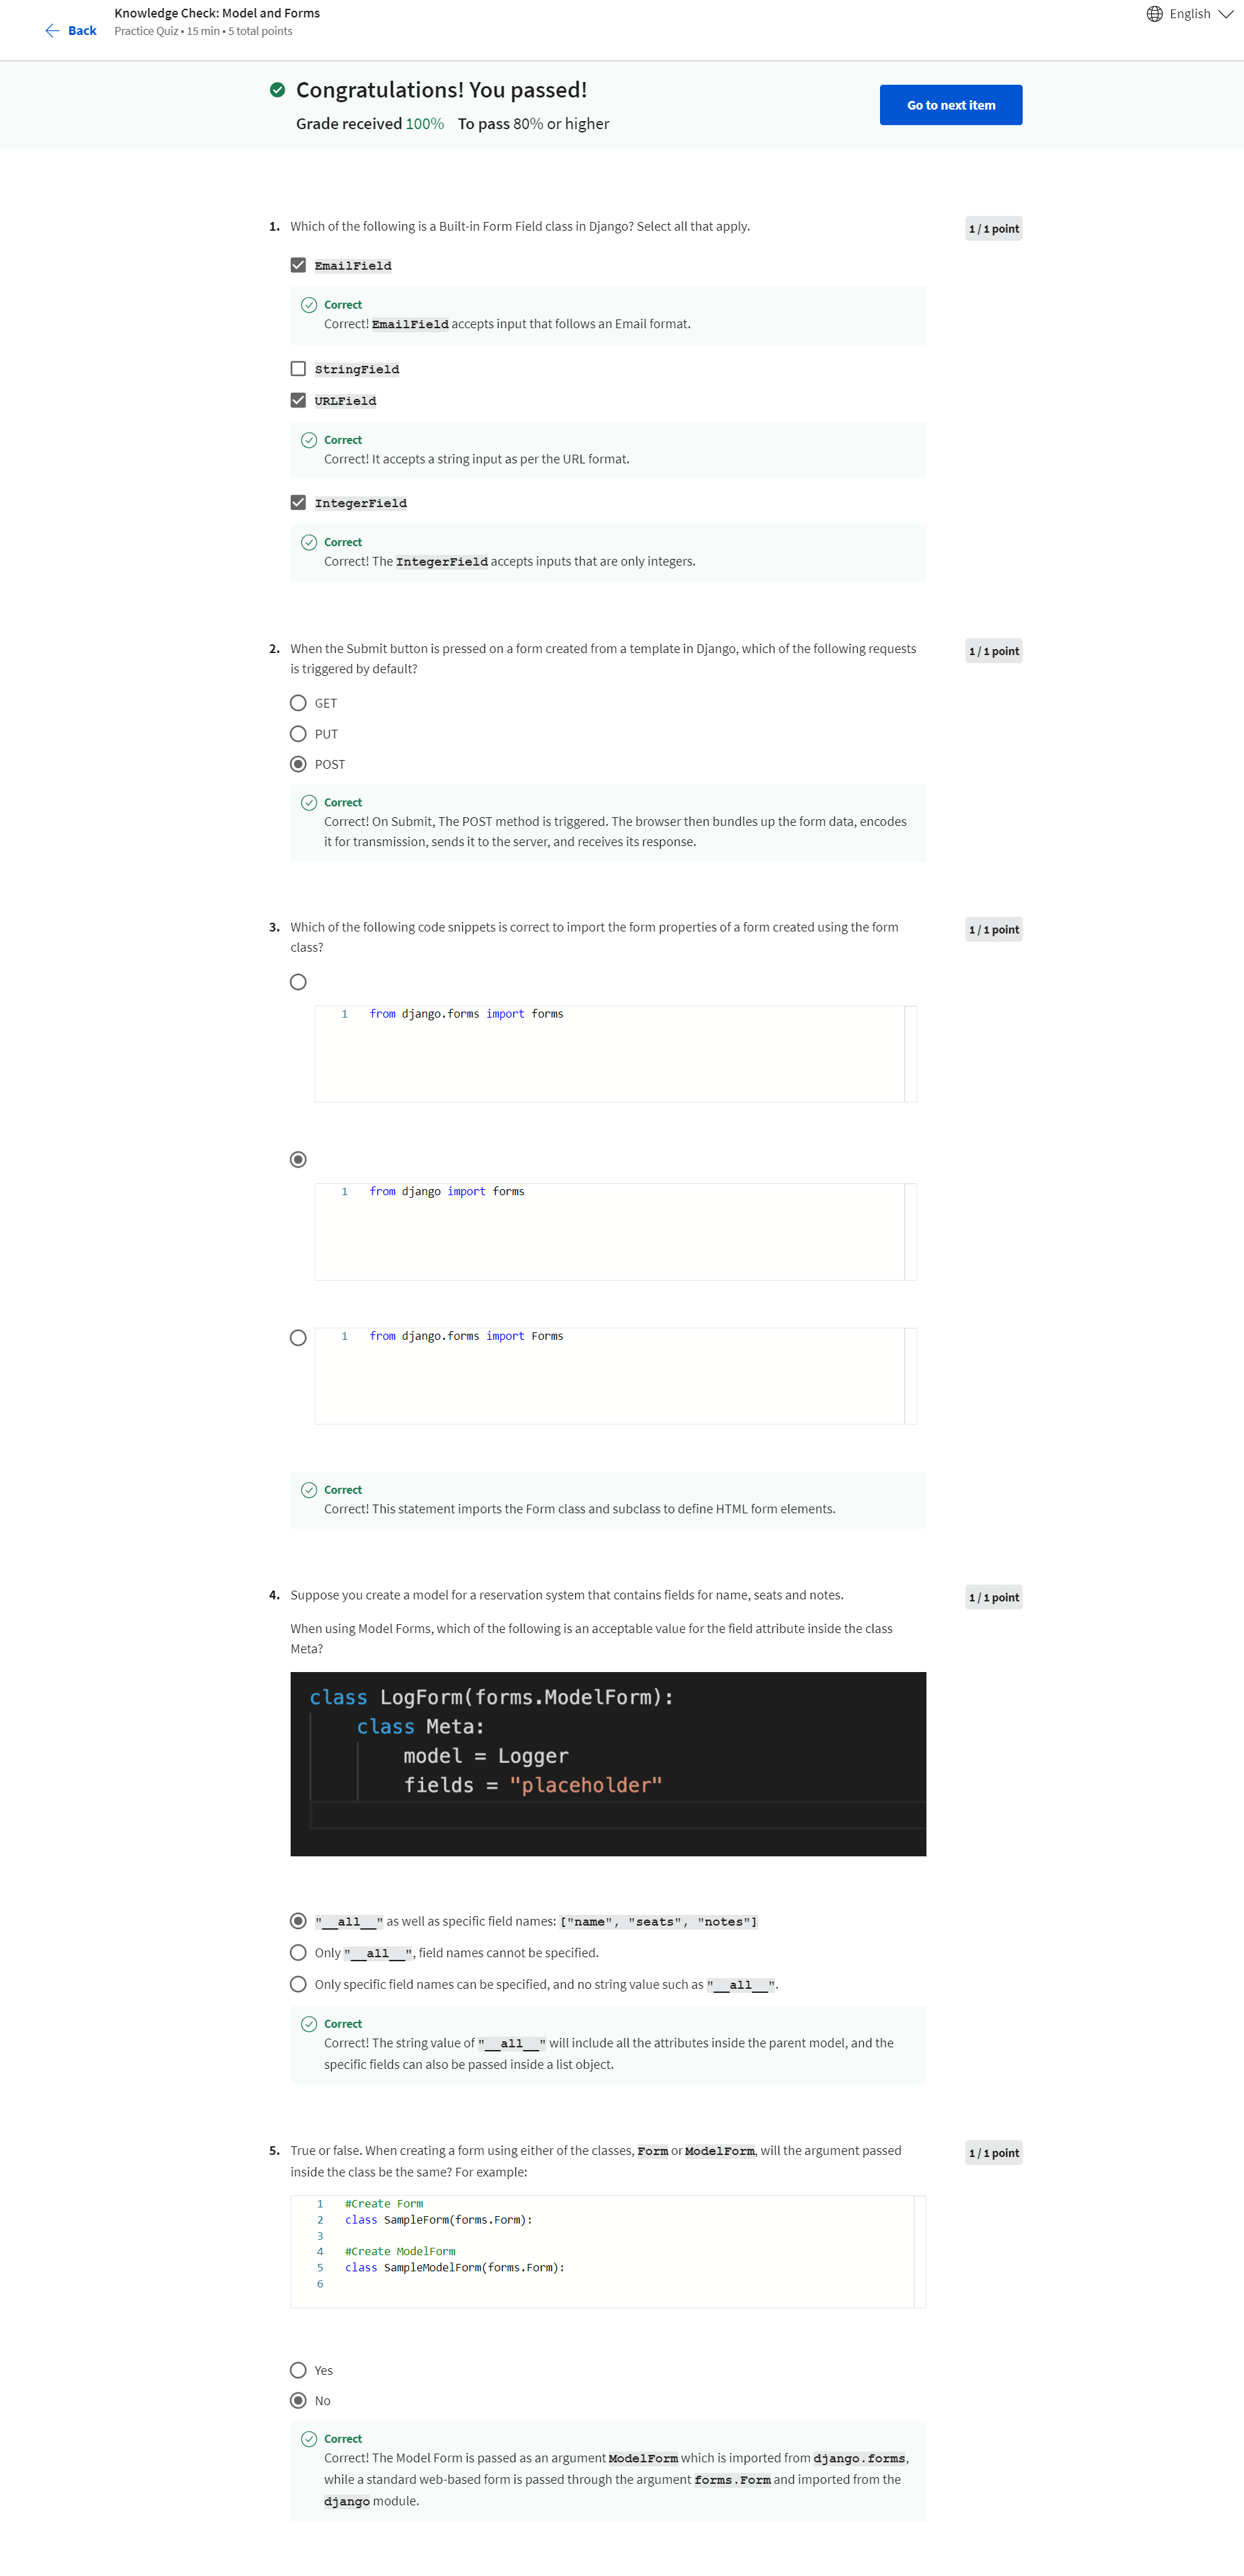 Back
Knowledge Check: Model and Forms
Practice Quiz • 15 min • 5 total points
English
Congratulations! You passed!
Grade received 100% To pass 80% or higher
Go to next item
1. Which of the following is a Built-in Form Field class in Django? Select all that apply.
1 / 1 point
EmailField
Correct
Correct! EmailField accepts input that follows an Email format.
StringField
URLField
Correct
Correct! It accepts a string input as per the URL format.
IntegerField
Correct
Correct! The IntegerField accepts inputs that are only integers.
2. When the Submit button is pressed on a form created from a template in Django, which of the following requests
is triggered by default?
1 / 1 point
GET
PUT
POST
Correct
Correct! On Submit, The POST method is triggered. The browser then bundles up the form data, encodes
it for transmission, sends it to the server, and receives its response.
3. Which of the following code snippets is correct to import the form properties of a form created using the form
class?
1 / 1 point
1 from django.forms import forms
1 from django import forms
1 from django.forms import Forms
Correct
Correct! This statement imports the Form class and subclass to define HTML form elements.
4. Suppose you create a model for a reservation system that contains fields for name, seats and notes.
1 / 1 point
When using Model Forms, which of the following is an acceptable value for the field attribute inside the class
Meta?
class LogForm(forms.ModelForm):
class Meta:
model = Logger
fields = "placeholder"
"__all__" as well as specific field names: ["name", "seats", "notes"]
Only "__all__", field names cannot be specified.
Only specific field names can be specified, and no string value such as "__all__".
Correct
Correct! The string value of "__all__" will include all the attributes inside the parent model, and the
specific fields can also be passed inside a list object.
5. True or false. When creating a form using either of the classes, Form or ModelForm, will the argument passed
inside the class be the same? For example:
1 / 1 point
1 #Create Form
2 class SampleForm(forms.Form):
3
4 #Create ModelForm
5 class SampleModelForm(forms.Form):
6
Yes
No
Correct
Correct! The Model Form is passed as an argument ModelForm which is imported from django.forms,
while a standard web-based form is passed through the argument forms.Form and imported from the
django module.